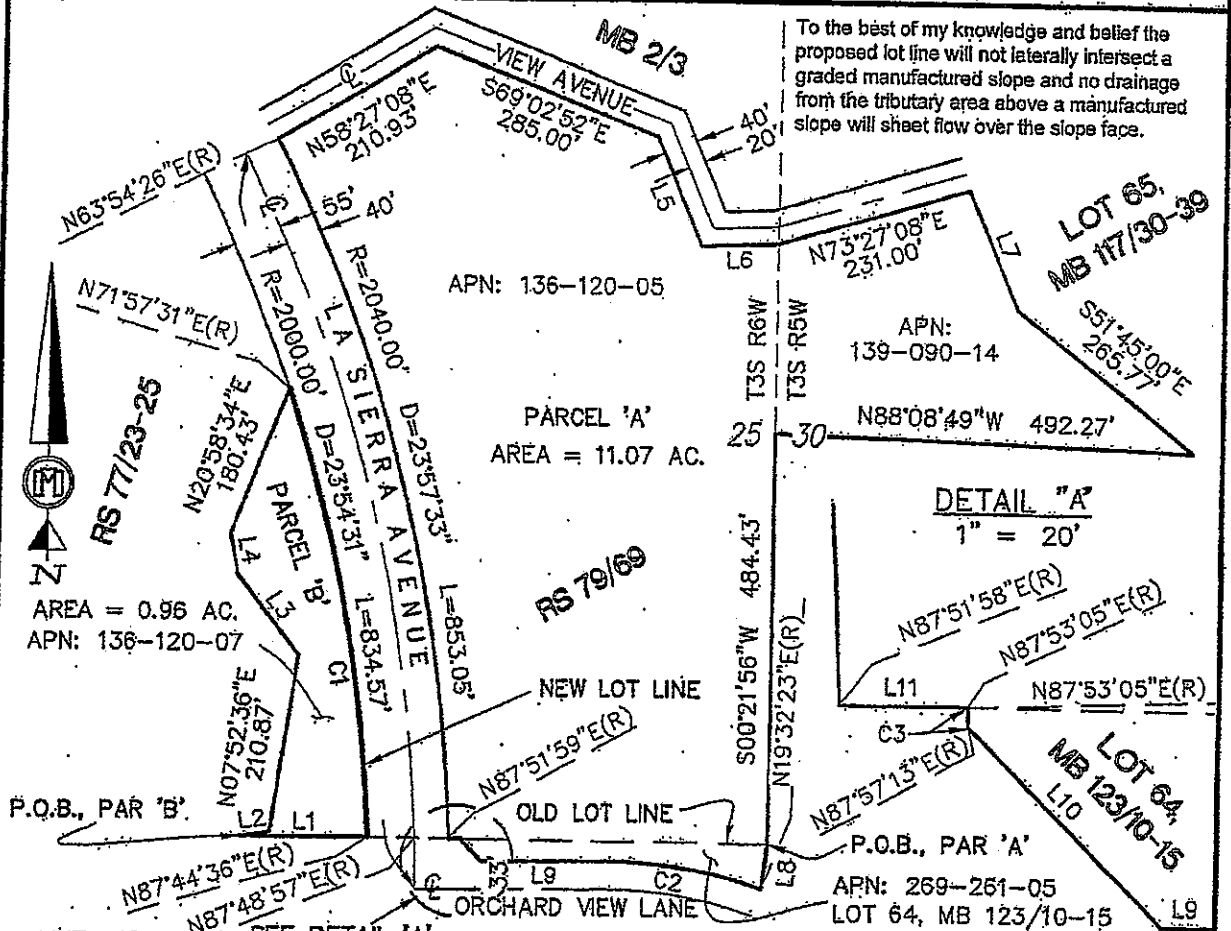 To the best of my knowledge and belief the
proposed lot line will not laterally intersect a
graded manufactured slope and no drainage
from the tributary area above a manufactured
slope will sheet flow over the slope face.
MB 2/3
VIEW AVENUE
N58°27'08"E
210.93'
S69°02'52"E
285.00'
40'
20'
N63°54'26"E(R)
55'
40'
L5
L6
N73°27'08"E
231.00'
L7
LOT 65,
MB 117/30-39
N71°57'31"E(R)
APN: 136-120-05
T3S R6W
T3S R5W
APN:
139-090-14
S51°45'00"E
265.77'
R=2000.00' D=23°54'31" L=834.57'
LA SIERRA AVENUE
R=2040.00' D=23°57'33" L=853.05'
RS 77/23-25
N20°58'34"E
180.43'
PARCEL 'A'
AREA = 11.07 AC.
25
30
N88°08'49"W 492.27'
M
N
PARCEL 'B'
L4
L3
AREA = 0.96 AC.
APN: 136-120-07
DETAIL "A"
1" = 20'
RS 79/69
S00°21'56"W 484.43'
N19°32'23"E(R)
N87°51'58"E(R)
N87°53'05"E(R)
L11
N87°53'05"E(R)
C3
C1
N07°52'36"E
210.87'
NEW LOT LINE
N87°51'59"E(R)
OLD LOT LINE
N87°57'13"E(R)
L10
LOT 64,
MB 123/10-15
P.O.B., PAR 'B'.
L2
L1
P.O.B., PAR 'A'
N87°44'36"E(R)
N87°48'57"E(R)
33'
L9
C2
L8
APN: 269-261-05
LOT 64, MB 123/10-15
L9
ORCHARD VIEW LANE
SEE DETAIL 'A'